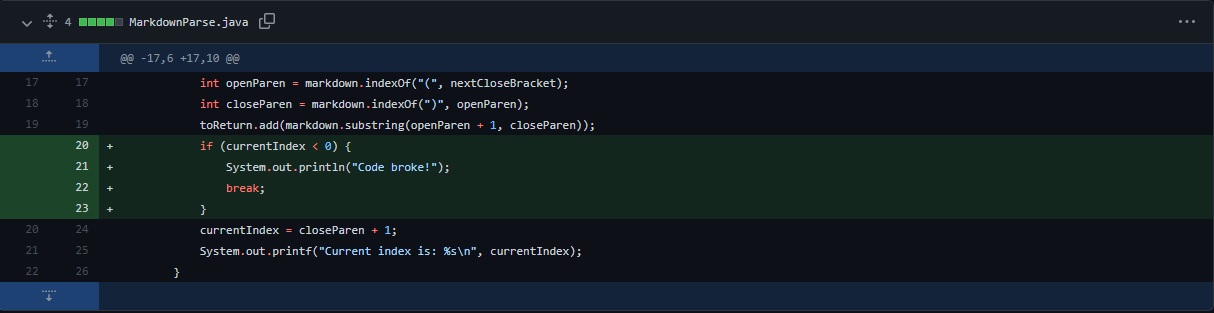 4 MarkdownParse.java
@@ -17,6 +17,10 @@
17 17 int openParen = markdown.indexOf("(", nextCloseBracket);
18 18 int closeParen = markdown.indexOf(")", openParen);
19 19 toReturn.add(markdown.substring(openParen + 1, closeParen));
20 + if (currentIndex < 0) {
21 + System.out.println("Code broke!");
22 + break;
23 + }
20 24 currentIndex = closeParen + 1;
21 25 System.out.printf("Current index is: %s\n", currentIndex);
22 26 }